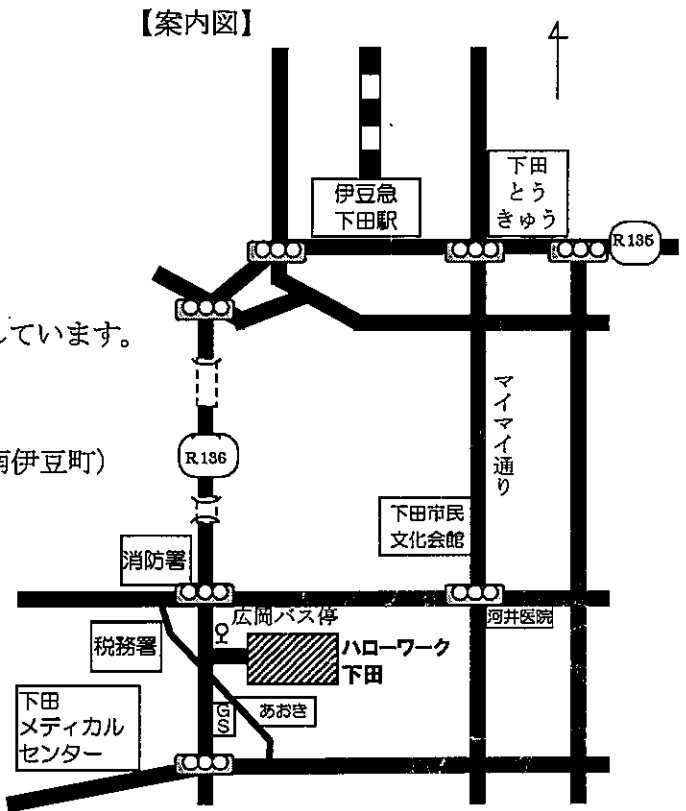 【案内図】
伊豆急
下田駅
下田
とう
きゅう
R135
ています。
R136
南伊豆町)
マイマイ通り
下田市民
文化会館
消防署
広岡バス停
河井医院
税務署
ハローワーク
下田
下田
メディカル
センター
GS
あおき